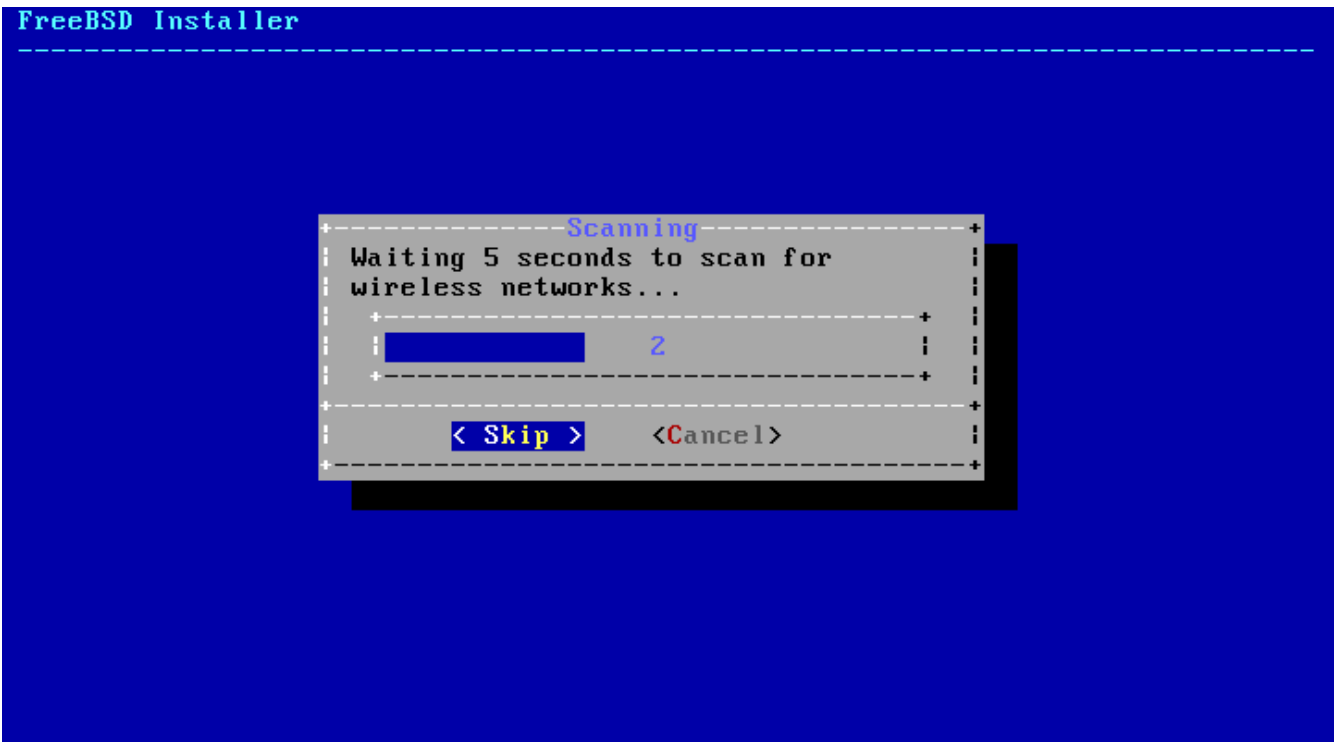 FreeBSD Installer
Scanning
Waiting 5 seconds to scan for
wireless networks...
2
< Skip > <Cancel>